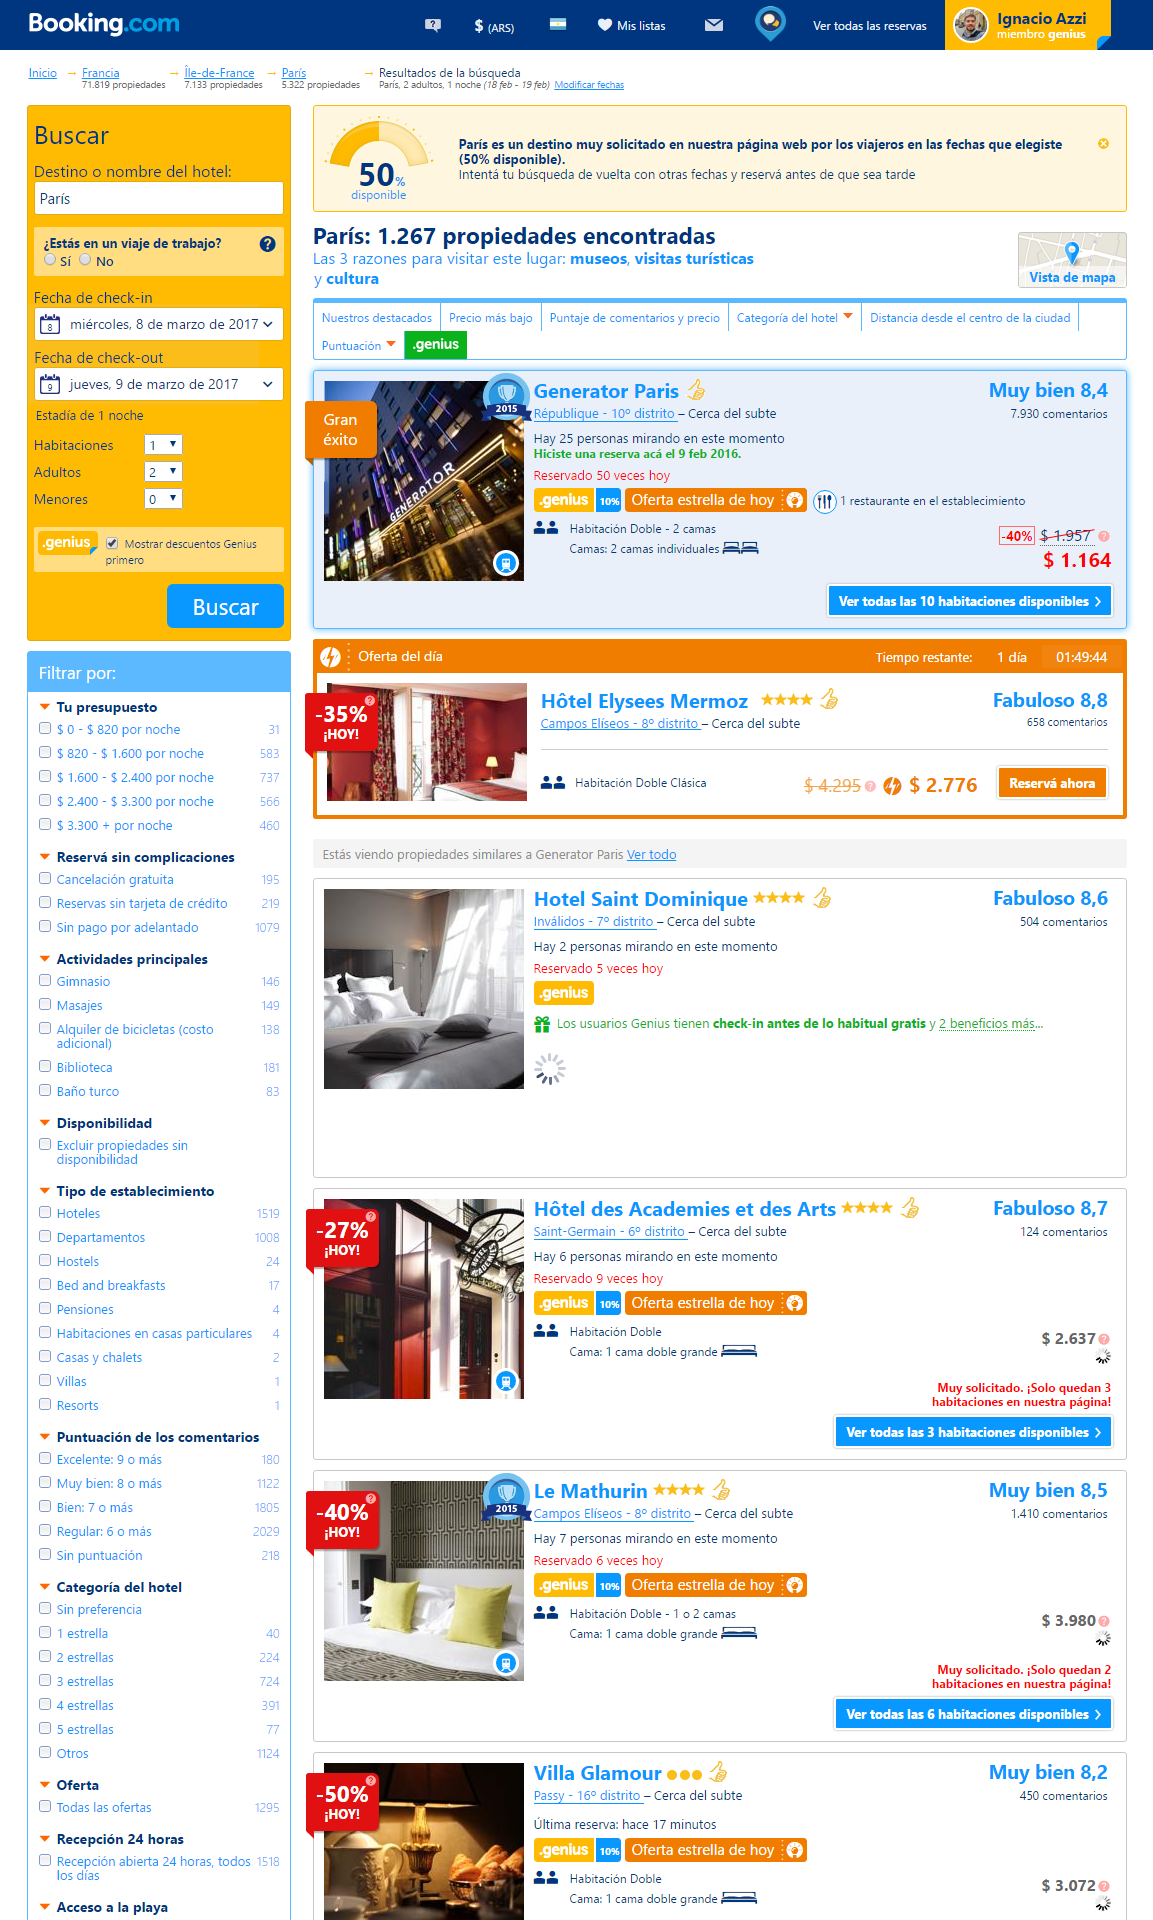 Booking.com
$ (ARS)
Mis listas
Ver todas las reservas
Ignacio Azzi
miembro genius
Inicio → Francia → Île-de-France → París → Resultados de la búsqueda
71.819 propiedades 7.133 propiedades 5.322 propiedades París, 2 adultos, 1 noche (18 feb - 19 feb) Modificar fechas
Buscar
Destino o nombre del hotel:
París
¿Estás en un viaje de trabajo?
Sí No
Fecha de check-in
8 miércoles, 8 de marzo de 2017
Fecha de check-out
9 jueves, 9 de marzo de 2017
Estadía de 1 noche
Habitaciones 1
Adultos 2
Menores 0
.genius Mostrar descuentos Genius
primero
Buscar
Filtrar por:
Tu presupuesto
$ 0 - $ 820 por noche 31
$ 820 - $ 1.600 por noche 583
$ 1.600 - $ 2.400 por noche 737
$ 2.400 - $ 3.300 por noche 566
$ 3.300 + por noche 460
Reservá sin complicaciones
Cancelación gratuita 195
Reservas sin tarjeta de crédito 219
Sin pago por adelantado 1079
Actividades principales
Gimnasio 146
Masajes 149
Alquiler de bicicletas (costo 138
adicional)
Biblioteca 181
Baño turco 83
Disponibilidad
Excluir propiedades sin
disponibilidad
Tipo de establecimiento
Hoteles 1519
Departamentos 1008
Hostels 24
Bed and breakfasts 17
Pensiones 4
Habitaciones en casas particulares 4
Casas y chalets 2
Villas 1
Resorts 1
Puntuación de los comentarios
Excelente: 9 o más 180
Muy bien: 8 o más 1122
Bien: 7 o más 1805
Regular: 6 o más 2029
Sin puntuación 218
Categoría del hotel
Sin preferencia
1 estrella 40
2 estrellas 224
3 estrellas 724
4 estrellas 391
5 estrellas 77
Otros 1124
Oferta
Todas las ofertas 1295
Recepción 24 horas
Recepción abierta 24 horas, todos 1518
los días
Acceso a la playa
50%
disponible
París es un destino muy solicitado en nuestra página web por los viajeros en las fechas que elegiste
(50% disponible).
Intentá tu búsqueda de vuelta con otras fechas y reservá antes de que sea tarde
París: 1.267 propiedades encontradas
Las 3 razones para visitar este lugar: museos, visitas turísticas
y cultura
Vista de mapa
Nuestros destacados Precio más bajo Puntaje de comentarios y precio Categoría del hotel Distancia desde el centro de la ciudad
Puntuación .genius
Gran
éxito
2015
GENERATOR
Generator Paris Muy bien 8,4
République - 10º distrito – Cerca del subte 7.930 comentarios
Hay 25 personas mirando en este momento
Hiciste una reserva acá el 9 feb 2016.
Reservado 50 veces hoy
.genius 10% Oferta estrella de hoy 1 restaurante en el establecimiento
Habitación Doble - 2 camas -40% $ 1.957
Camas: 2 camas individuales $ 1.164
Ver todas las 10 habitaciones disponibles
Oferta del día Tiempo restante: 1 día 01:49:44
-35%
¡HOY!
Hôtel Elysees Mermoz Fabuloso 8,8
Campos Elíseos - 8º distrito – Cerca del subte 658 comentarios
Habitación Doble Clásica $ 4.295 $ 2.776 Reservá ahora
Estás viendo propiedades similares a Generator Paris Ver todo
Hotel Saint Dominique Fabuloso 8,6
Inválidos - 7º distrito – Cerca del subte 504 comentarios
Hay 2 personas mirando en este momento
Reservado 5 veces hoy
.genius
Los usuarios Genius tienen check-in antes de lo habitual gratis y 2 beneficios más...
-27%
¡HOY!
Hôtel des Academies et des Arts Fabuloso 8,7
Saint-Germain - 6º distrito – Cerca del subte 124 comentarios
Hay 6 personas mirando en este momento
Reservado 9 veces hoy
.genius 10% Oferta estrella de hoy
Habitación Doble $ 2.637
Cama: 1 cama doble grande
Muy solicitado. ¡Solo quedan 3
habitaciones en nuestra página!
Ver todas las 3 habitaciones disponibles
-40%
¡HOY!
2015
Le Mathurin Muy bien 8,5
Campos Elíseos - 8º distrito – Cerca del subte 1.410 comentarios
Hay 7 personas mirando en este momento
Reservado 6 veces hoy
.genius 10% Oferta estrella de hoy
Habitación Doble - 1 o 2 camas $ 3.980
Cama: 1 cama doble grande
Muy solicitado. ¡Solo quedan 2
habitaciones en nuestra página!
Ver todas las 6 habitaciones disponibles
-50%
¡HOY!
Villa Glamour Muy bien 8,2
Passy - 16º distrito – Cerca del subte 450 comentarios
Última reserva: hace 17 minutos
.genius 10% Oferta estrella de hoy
Habitación Doble $ 3.072
Cama: 1 cama doble grande